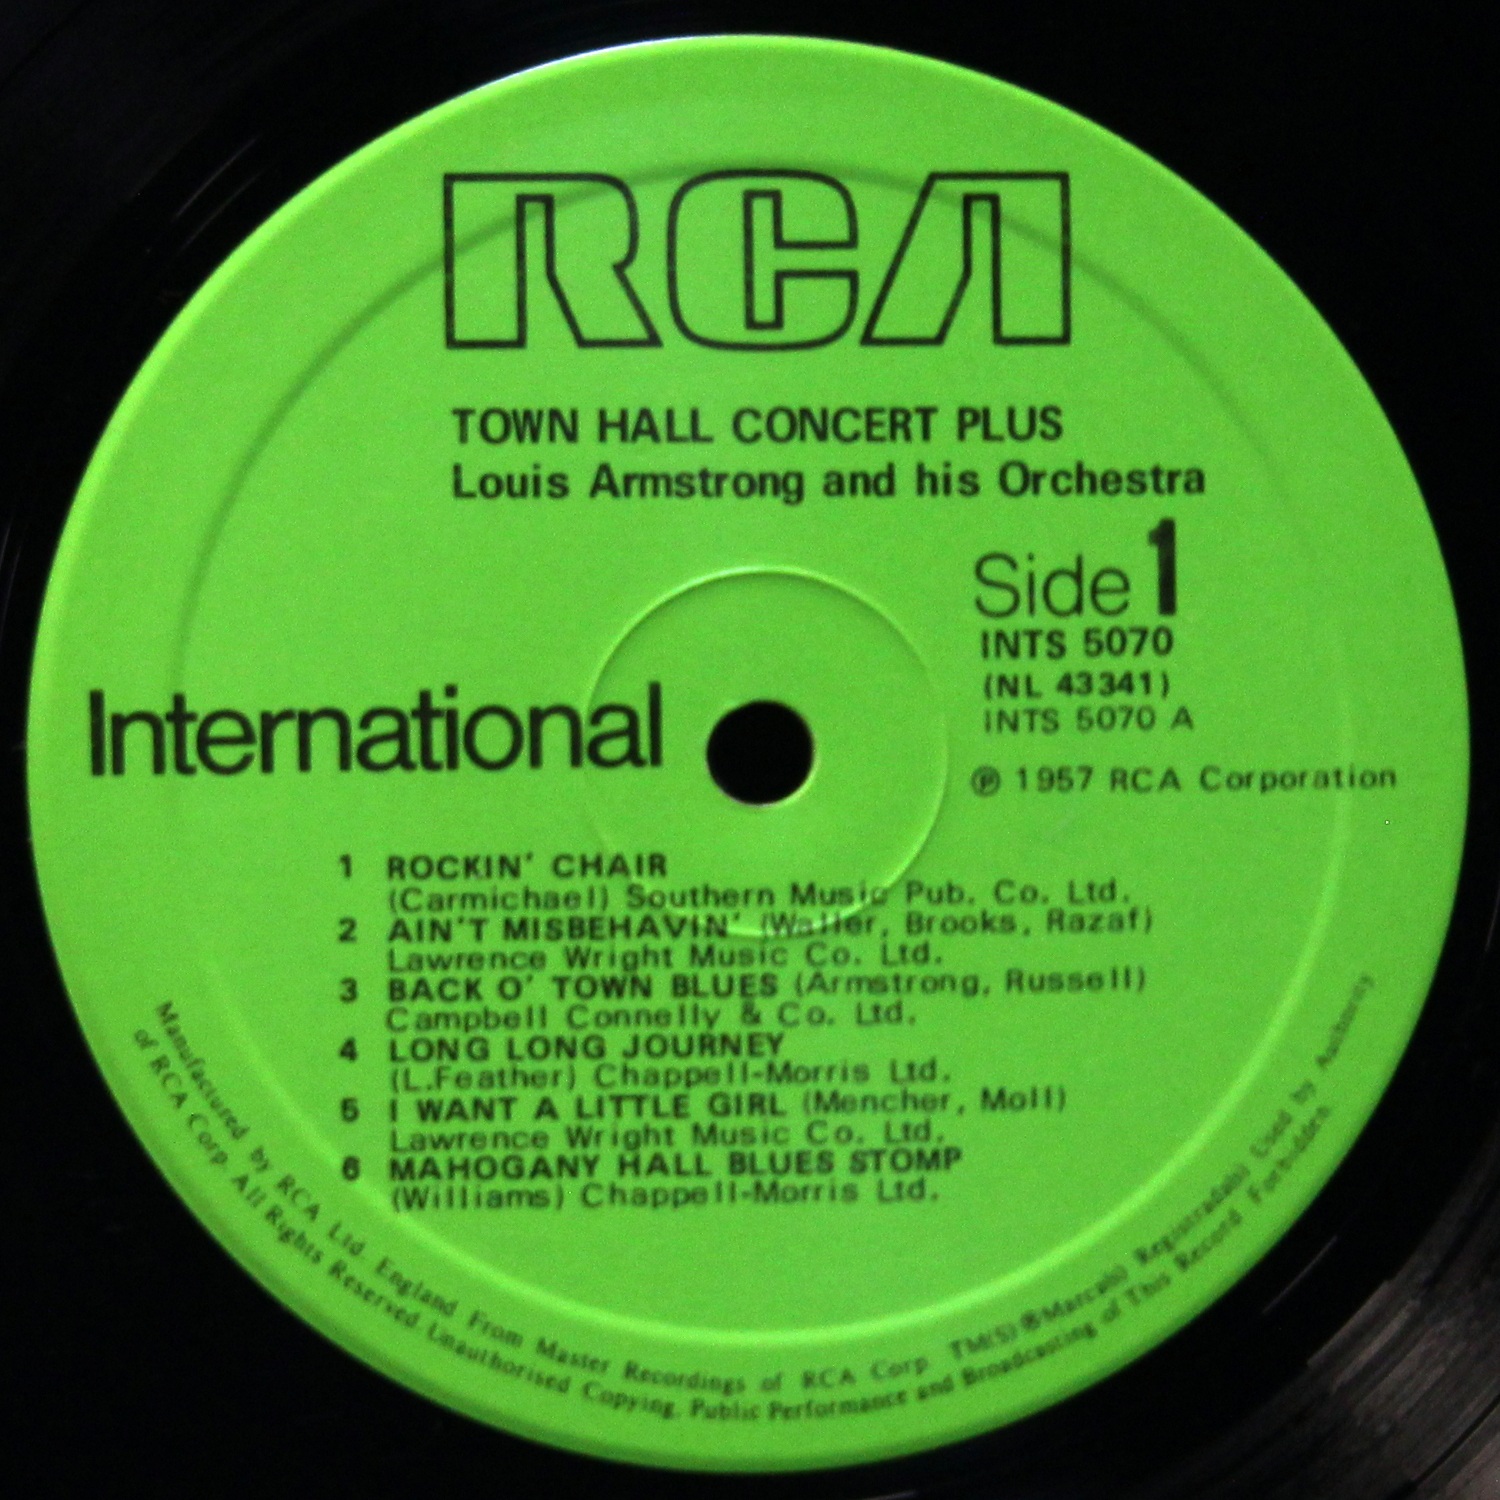 RCA
TOWN HALL CONCERT PLUS
Louis Armstrong and his Orchestra
Side 1
INTS 5070
(NL 43341)
INTS 5070 A
International
℗ 1957 RCA Corporation
1 ROCKIN' CHAIR
(Carmichael) Southern Music Pub. Co. Ltd.
2 AIN'T MISBEHAVIN' (Waller, Brooks, Razaf)
Lawrence Wright Music Co. Ltd.
3 BACK O' TOWN BLUES (Armstrong, Russell)
Campbell Connelly & Co. Ltd.
4 LONG LONG JOURNEY
(L.Feather) Chappell-Morris Ltd.
5 I WANT A LITTLE GIRL (Mencher, Moll)
Lawrence Wright Music Co. Ltd.
6 MAHOGANY HALL BLUES STOMP
(Williams) Chappell-Morris Ltd.
Manufactured by RCA Ltd. England From Master Recordings of RCA Corp. TM(S) ® Marca(s) Registrada(s) Used by Authority
of RCA Corp. All Rights Reserved Unauthorised Copying, Public Performance and Broadcasting of This Record Forbidden.